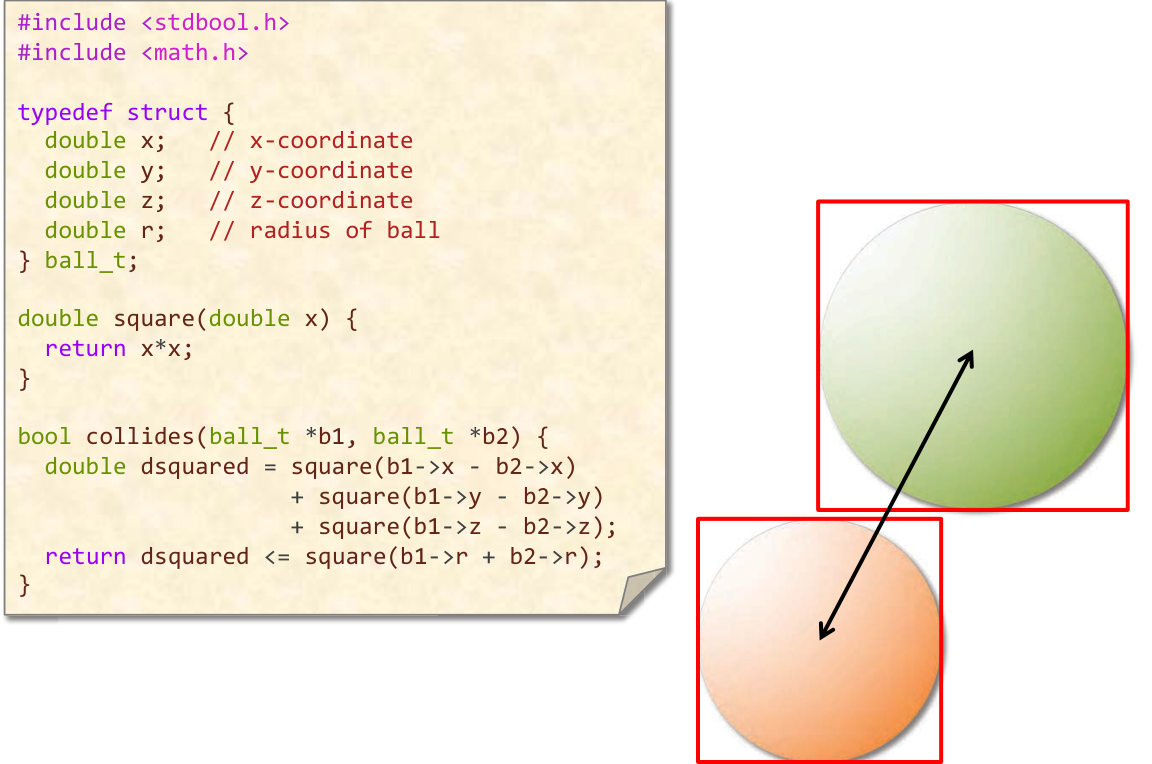 #include <stdbool.h>
#include <math.h>

typedef struct {
  double x;   // x-coordinate
  double y;   // y-coordinate
  double z;   // z-coordinate
  double r;   // radius of ball
} ball_t;

double square(double x) {
  return x*x;
}

bool collides(ball_t *b1, ball_t *b2) {
  double dsquared = square(b1->x - b2->x)
                    + square(b1->y - b2->y)
                    + square(b1->z - b2->z);
  return dsquared <= square(b1->r + b2->r);
}